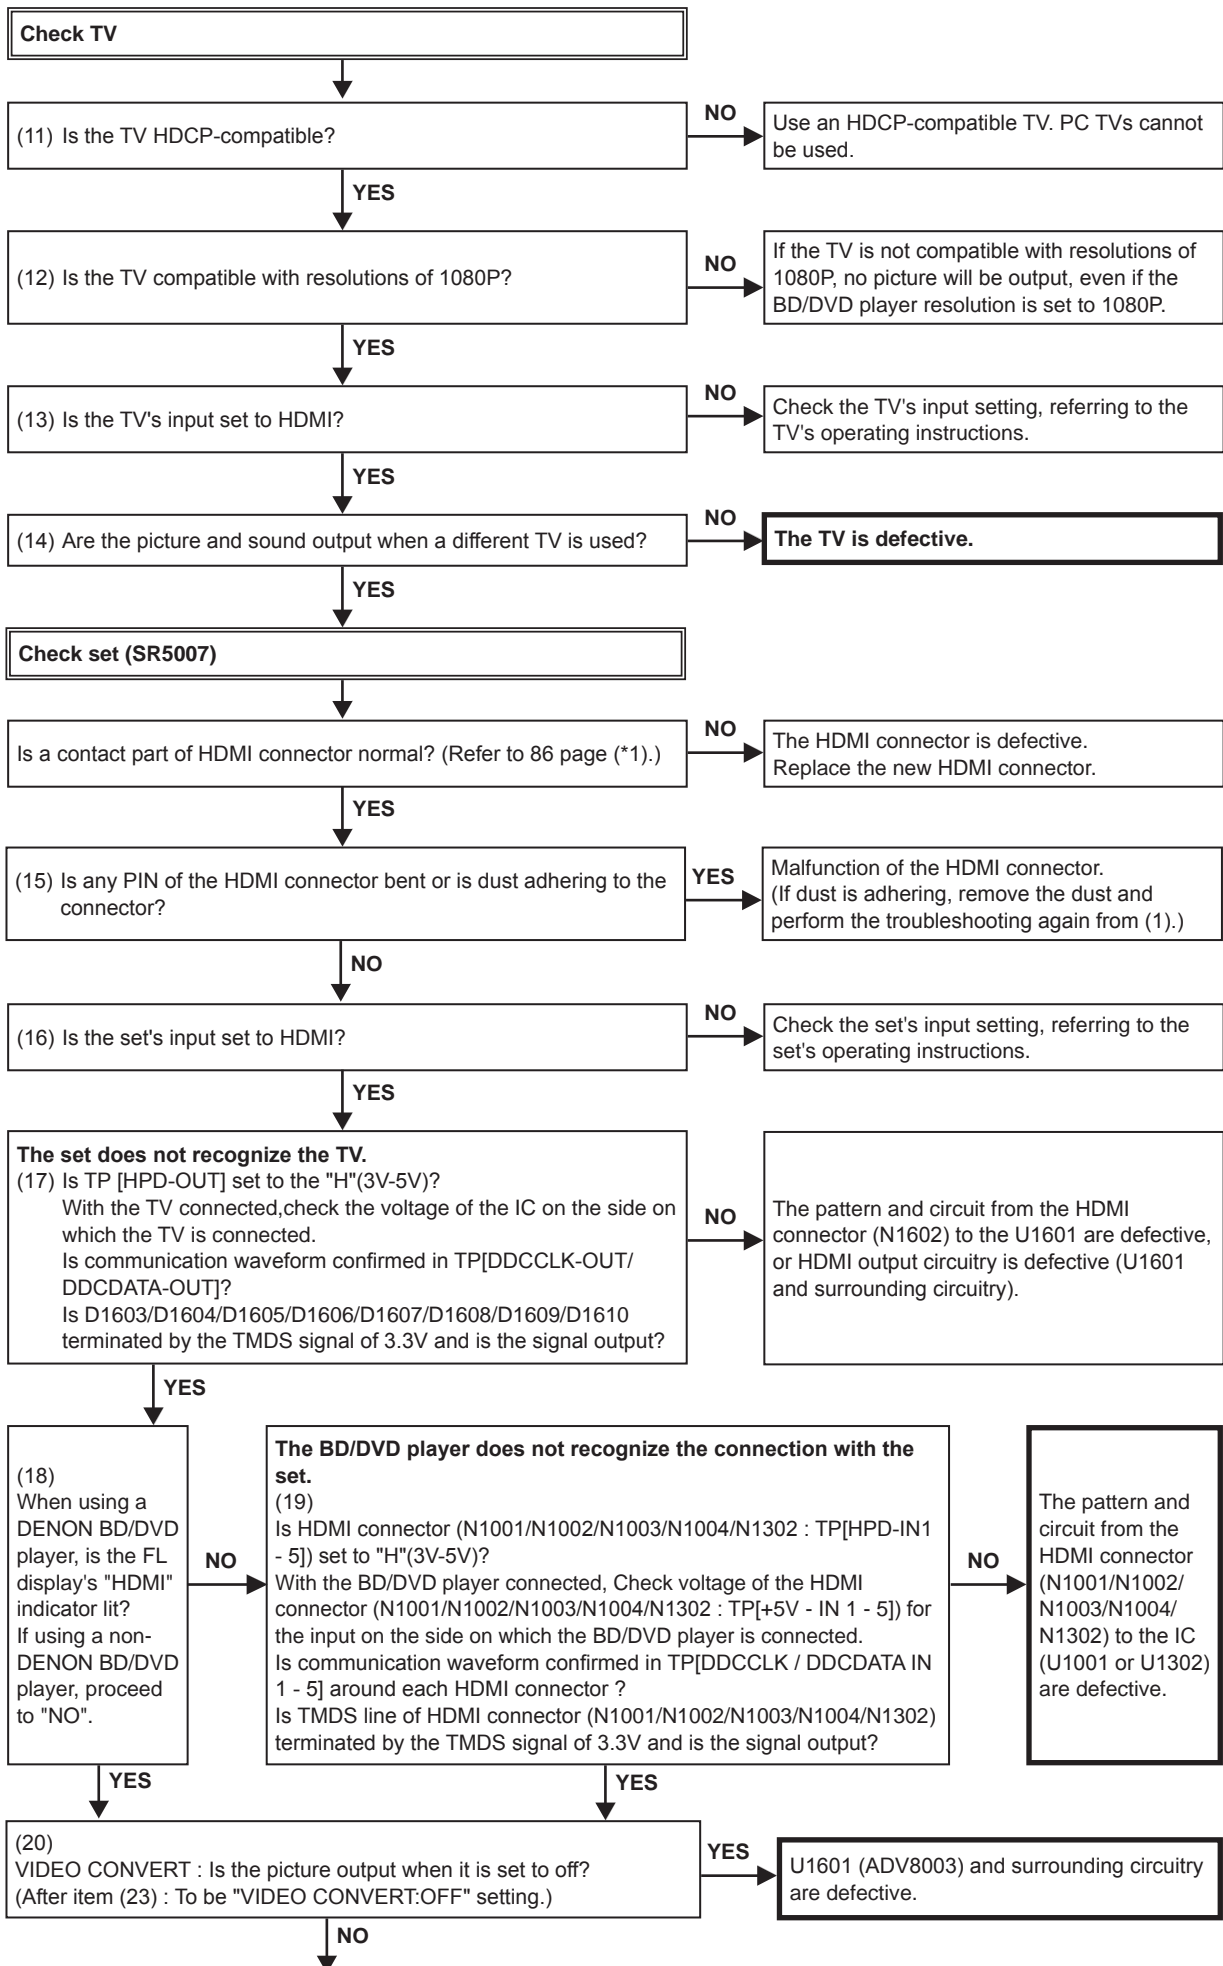 Check TV
(11) Is the TV HDCP-compatible?
NO
Use an HDCP-compatible TV. PC TVs cannot
be used.
YES
(12) Is the TV compatible with resolutions of 1080P?
NO
If the TV is not compatible with resolutions of
1080P, no picture will be output, even if the
BD/DVD player resolution is set to 1080P.
YES
(13) Is the TV's input set to HDMI?
NO
Check the TV's input setting, referring to the
TV's operating instructions.
YES
(14) Are the picture and sound output when a different TV is used?
NO
The TV is defective.
YES
Check set (SR5007)
Is a contact part of HDMI connector normal? (Refer to 86 page (*1).)
NO
The HDMI connector is defective.
Replace the new HDMI connector.
YES
(15) Is any PIN of the HDMI connector bent or is dust adhering to the
connector?
YES
Malfunction of the HDMI connector.
(If dust is adhering, remove the dust and
perform the troubleshooting again from (1).)
NO
(16) Is the set's input set to HDMI?
NO
Check the set's input setting, referring to the
set's operating instructions.
YES
The set does not recognize the TV.
(17) Is TP [HPD-OUT] set to the "H"(3V-5V)?
With the TV connected,check the voltage of the IC on the side on
which the TV is connected.
Is communication waveform confirmed in TP[DDCCLK-OUT/
DDCDATA-OUT]?
Is D1603/D1604/D1605/D1606/D1607/D1608/D1609/D1610
terminated by the TMDS signal of 3.3V and is the signal output?
NO
The pattern and circuit from the HDMI
connector (N1602) to the U1601 are defective,
or HDMI output circuitry is defective (U1601
and surrounding circuitry).
YES
(18)
When using a
DENON BD/DVD
player, is the FL
display's "HDMI"
indicator lit?
If using a non-
DENON BD/DVD
player, proceed
to "NO".
NO
The BD/DVD player does not recognize the connection with the
set.
(19)
Is HDMI connector (N1001/N1002/N1003/N1004/N1302 : TP[HPD-IN1
- 5]) set to "H"(3V-5V)?
With the BD/DVD player connected, Check voltage of the HDMI
connector (N1001/N1002/N1003/N1004/N1302 : TP[+5V - IN 1 - 5]) for
the input on the side on which the BD/DVD player is connected.
Is communication waveform confirmed in TP[DDCCLK / DDCDATA IN
1 - 5] around each HDMI connector ?
Is TMDS line of HDMI connector (N1001/N1002/N1003/N1004/N1302)
terminated by the TMDS signal of 3.3V and is the signal output?
NO
The pattern and
circuit from the
HDMI connector
(N1001/N1002/
N1003/N1004/
N1302) to the IC
(U1001 or U1302)
are defective.
YES
YES
(20)
VIDEO CONVERT : Is the picture output when it is set to off?
(After item (23) : To be "VIDEO CONVERT:OFF" setting.)
YES
U1601 (ADV8003) and surrounding circuitry
are defective.
NO